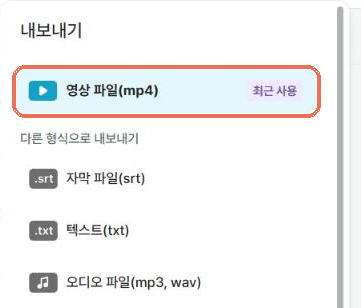 내보내기
영상 파일(mp4) 최근 사용
다른 형식으로 내보내기
.srt 자막 파일(srt)
.txt 텍스트(txt)
오디오 파일(mp3, wav)